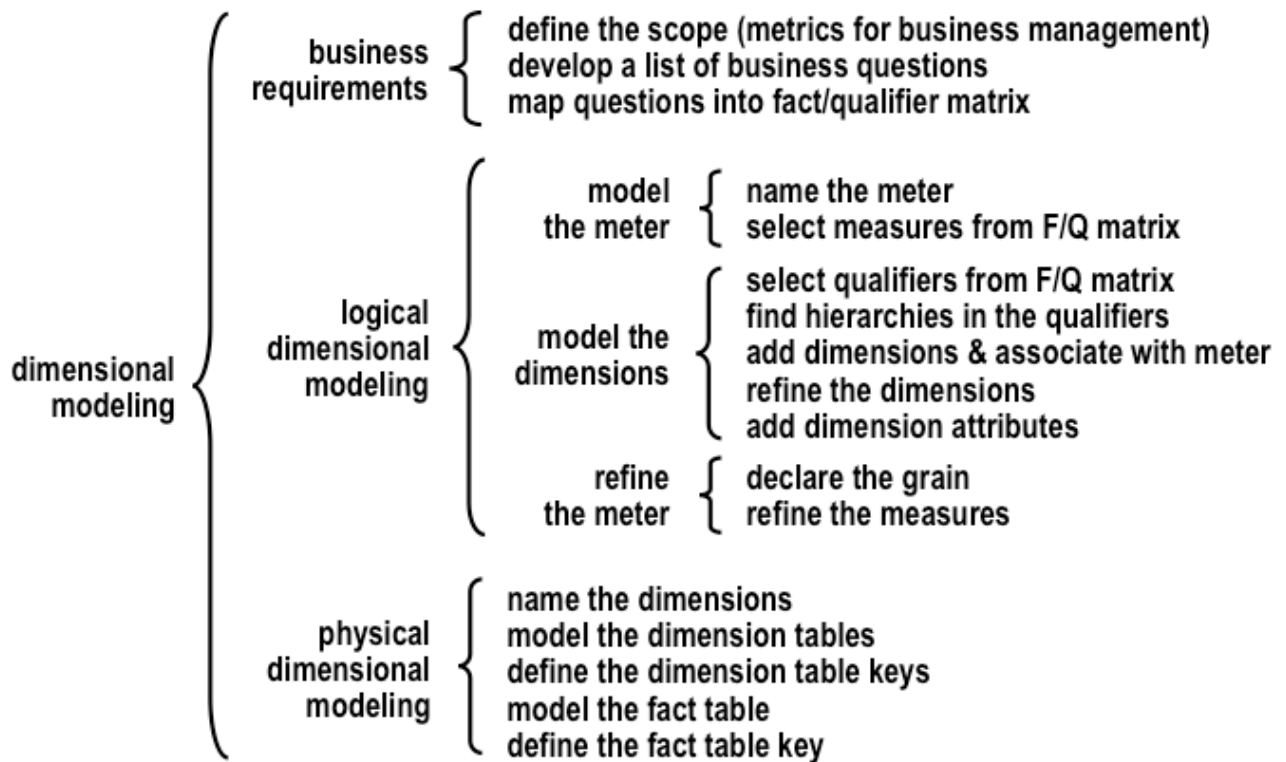 dimensional
modeling
business
requirements
define the scope (metrics for business management)
develop a list of business questions
map questions into fact/qualifier matrix
logical
dimensional
modeling
model
the meter
name the meter
select measures from F/Q matrix
model the
dimensions
select qualifiers from F/Q matrix
find hierarchies in the qualifiers
add dimensions & associate with meter
refine the dimensions
add dimension attributes
refine
the meter
declare the grain
refine the measures
physical
dimensional
modeling
name the dimensions
model the dimension tables
define the dimension table keys
model the fact table
define the fact table key